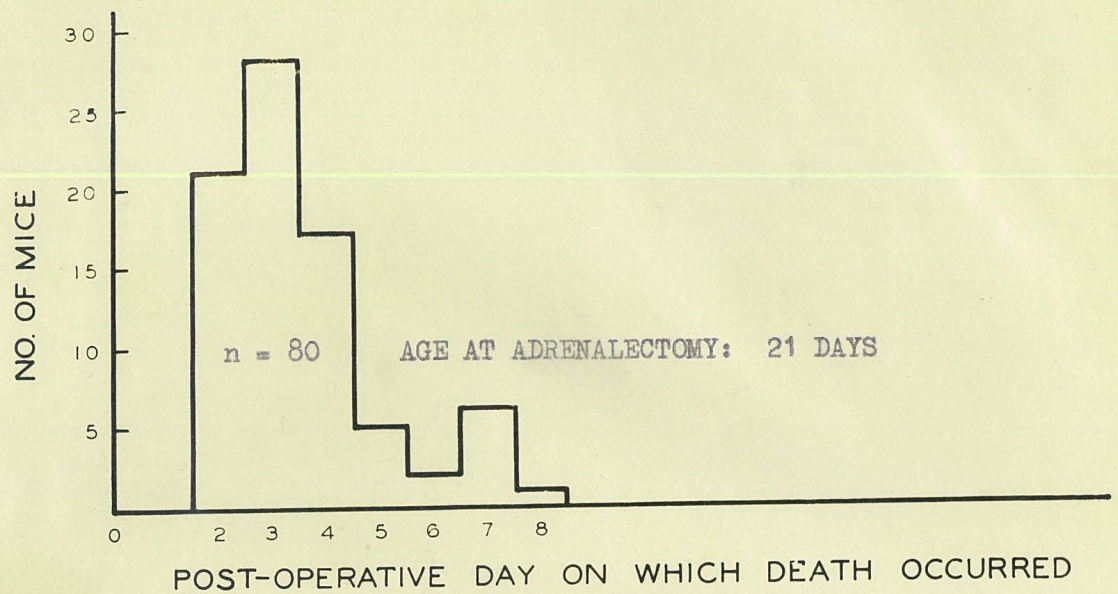 NO. OF MICE
30
25
20
15
10
5
n = 80 AGE AT ADRENALECTOMY: 21 DAYS
0 2 3 4 5 6 7 8
POST-OPERATIVE DAY ON WHICH DEATH OCCURRED